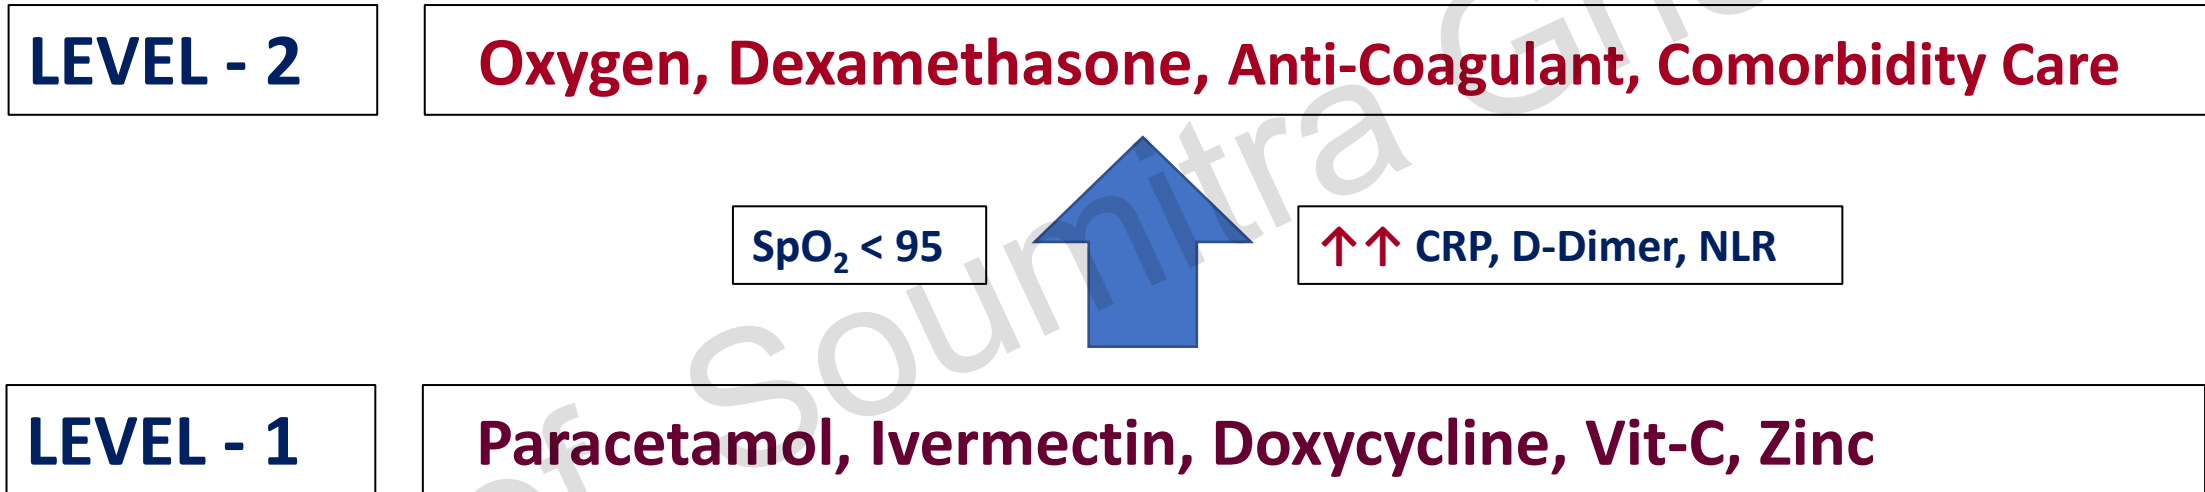 LEVEL - 2
Oxygen, Dexamethasone, Anti-Coagulant, Comorbidity Care
SpO₂ < 95
↑↑ CRP, D-Dimer, NLR
LEVEL - 1
Paracetamol, Ivermectin, Doxycycline, Vit-C, Zinc
Soumitra